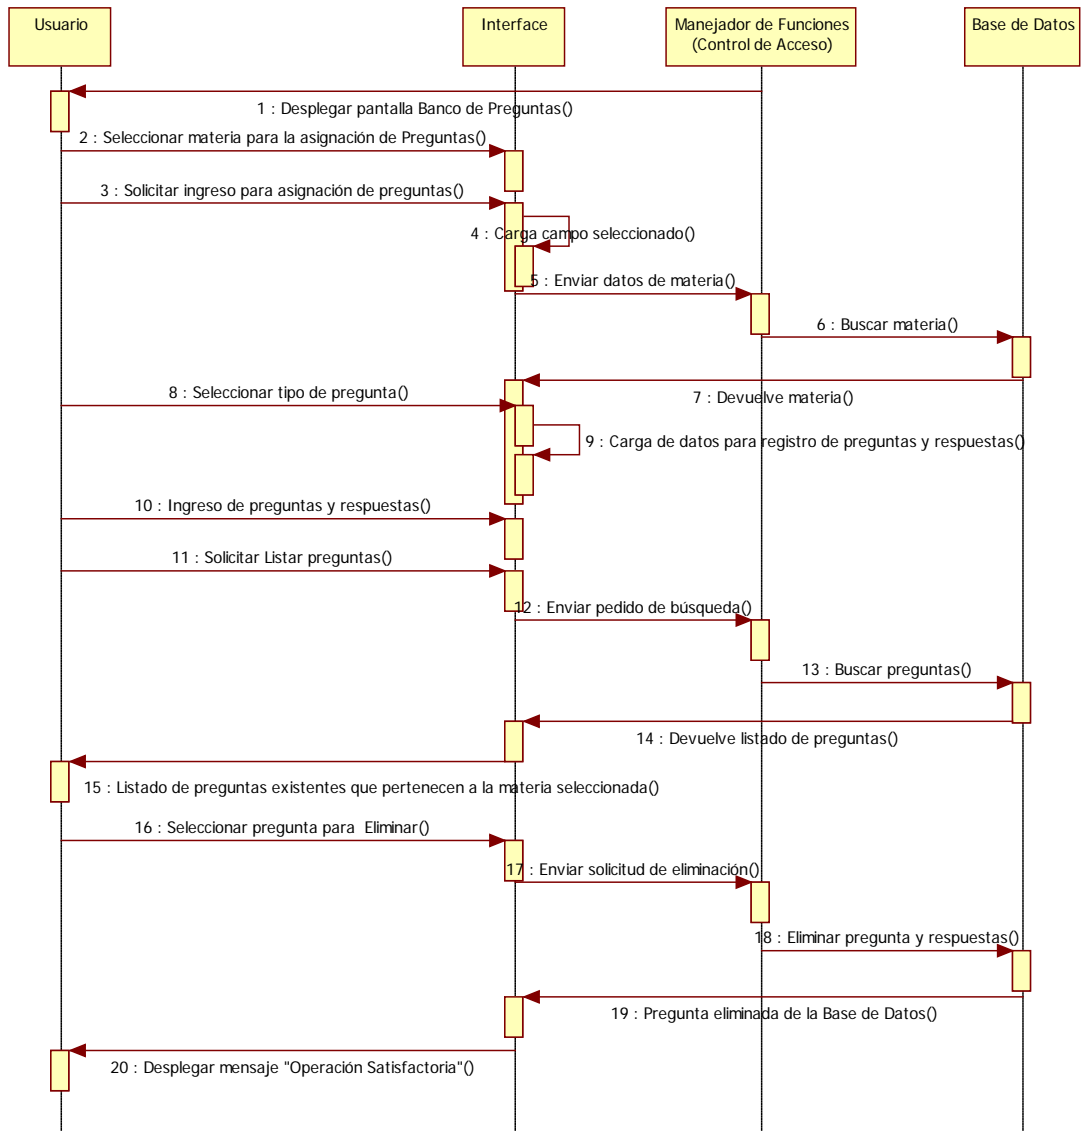 Usuario
Interface
Manejador de Funciones
(Control de Acceso)
Base de Datos
1 : Desplegar pantalla Banco de Preguntas()
2 : Seleccionar materia para la asignación de Preguntas()
3 : Solicitar ingreso para asignación de preguntas()
4 : Carga campo seleccionado()
5 : Enviar datos de materia()
6 : Buscar materia()
7 : Devuelve materia()
8 : Seleccionar tipo de pregunta()
9 : Carga de datos para registro de preguntas y respuestas()
10 : Ingreso de preguntas y respuestas()
11 : Solicitar Listar preguntas()
12 : Enviar pedido de búsqueda()
13 : Buscar preguntas()
14 : Devuelve listado de preguntas()
15 : Listado de preguntas existentes que pertenecen a la materia seleccionada()
16 : Seleccionar pregunta para  Eliminar()
17 : Enviar solicitud de eliminación()
18 : Eliminar pregunta y respuestas()
19 : Pregunta eliminada de la Base de Datos()
20 : Desplegar mensaje "Operación Satisfactoria"()